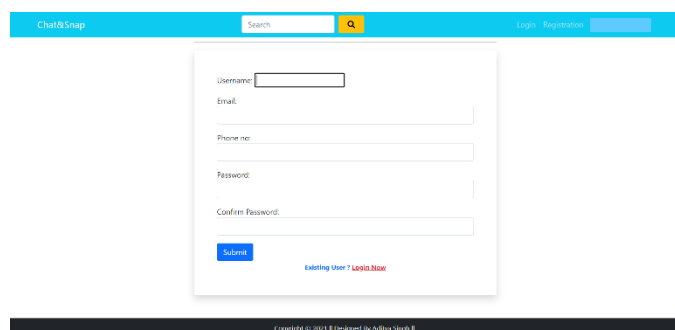 Chat&Snap Search Login Registration
Username:
Email:
Phone no:
Password:
Confirm Password:
Submit
Existing User ? Login Now
Copyright © 2021 || Designed By Aditya Singh ||